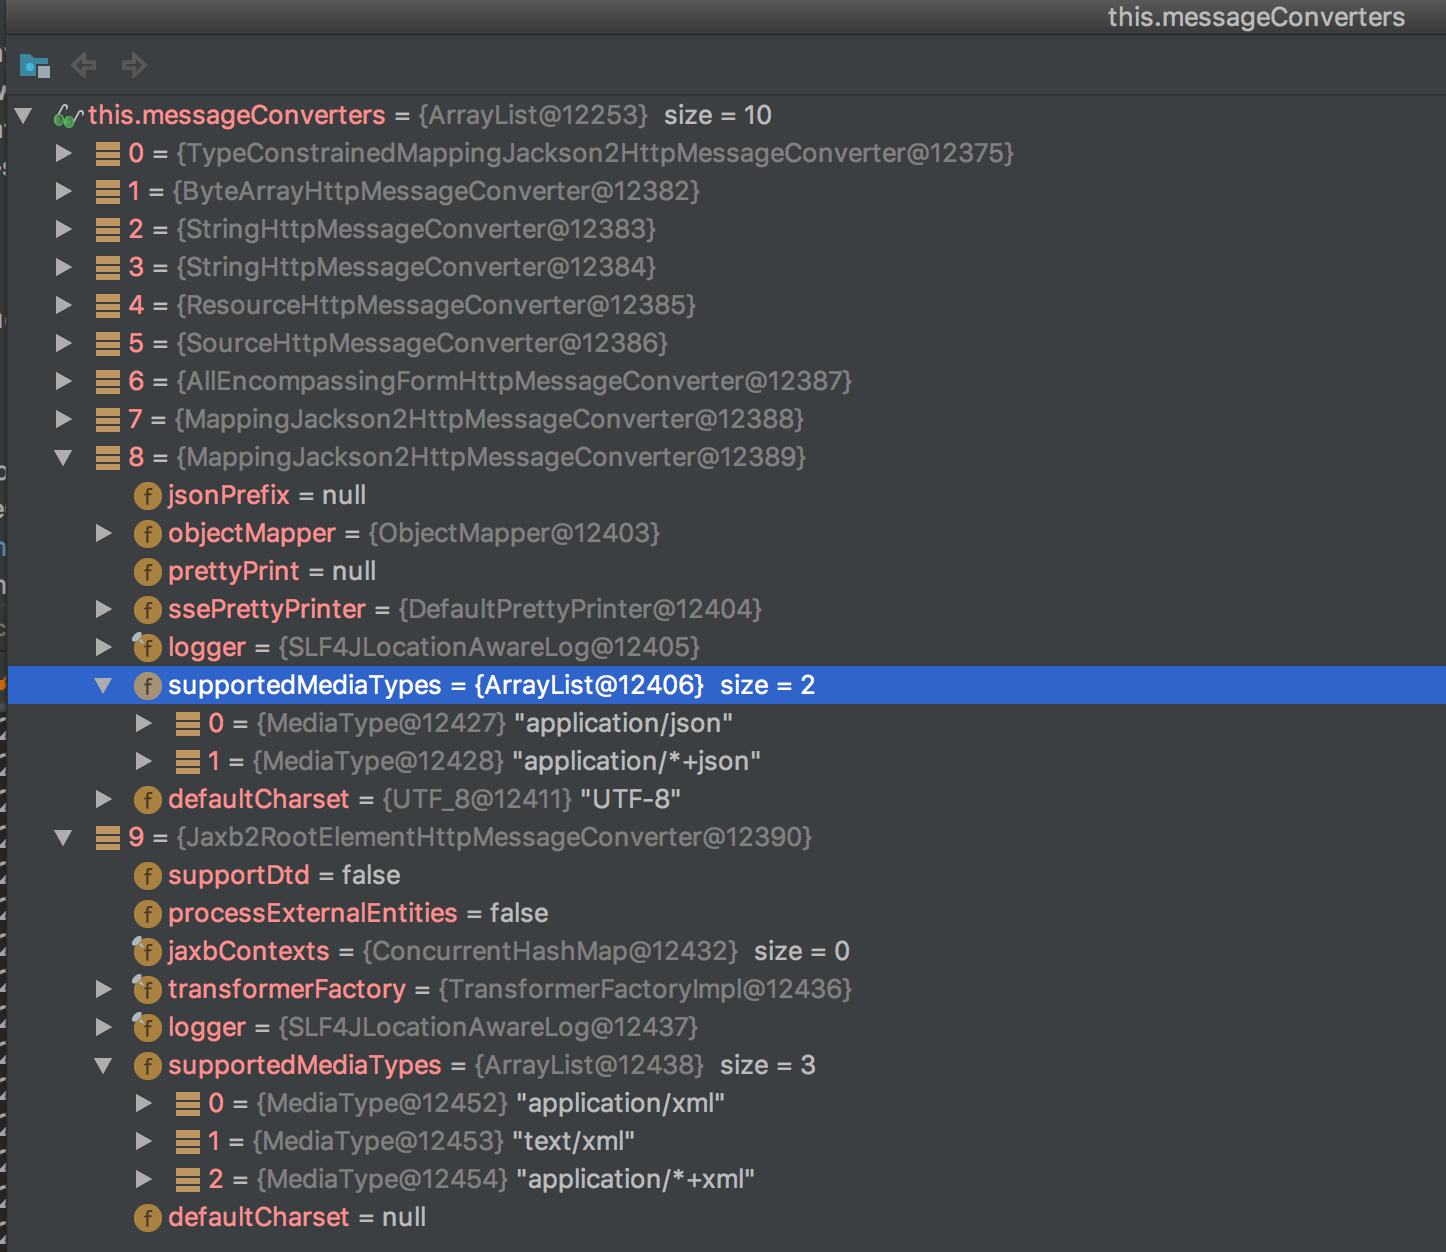 this.messageConverters
this.messageConverters = {ArrayList@12253} size = 10
0 = {TypeConstrainedMappingJackson2HttpMessageConverter@12375}
1 = {ByteArrayHttpMessageConverter@12382}
2 = {StringHttpMessageConverter@12383}
3 = {StringHttpMessageConverter@12384}
4 = {ResourceHttpMessageConverter@12385}
5 = {SourceHttpMessageConverter@12386}
6 = {AllEncompassingFormHttpMessageConverter@12387}
7 = {MappingJackson2HttpMessageConverter@12388}
8 = {MappingJackson2HttpMessageConverter@12389}
f jsonPrefix = null
f objectMapper = {ObjectMapper@12403}
f prettyPrint = null
f ssePrettyPrinter = {DefaultPrettyPrinter@12404}
f logger = {SLF4JLocationAwareLog@12405}
f supportedMediaTypes = {ArrayList@12406} size = 2
0 = {MediaType@12427} "application/json"
1 = {MediaType@12428} "application/*+json"
f defaultCharset = {UTF_8@12411} "UTF-8"
9 = {Jaxb2RootElementHttpMessageConverter@12390}
f supportDtd = false
f processExternalEntities = false
f jaxbContexts = {ConcurrentHashMap@12432} size = 0
f transformerFactory = {TransformerFactoryImpl@12436}
f logger = {SLF4JLocationAwareLog@12437}
f supportedMediaTypes = {ArrayList@12438} size = 3
0 = {MediaType@12452} "application/xml"
1 = {MediaType@12453} "text/xml"
2 = {MediaType@12454} "application/*+xml"
f defaultCharset = null